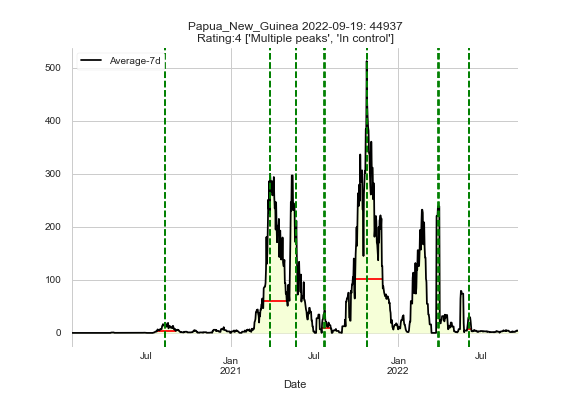 Papua_New_Guinea 2022-09-19: 44937
Rating:4 ['Multiple peaks', 'In control']
Average-7d
500
400
300
200
100
0
Jul
Jan
2021
Jul
Jan
2022
Jul
Date